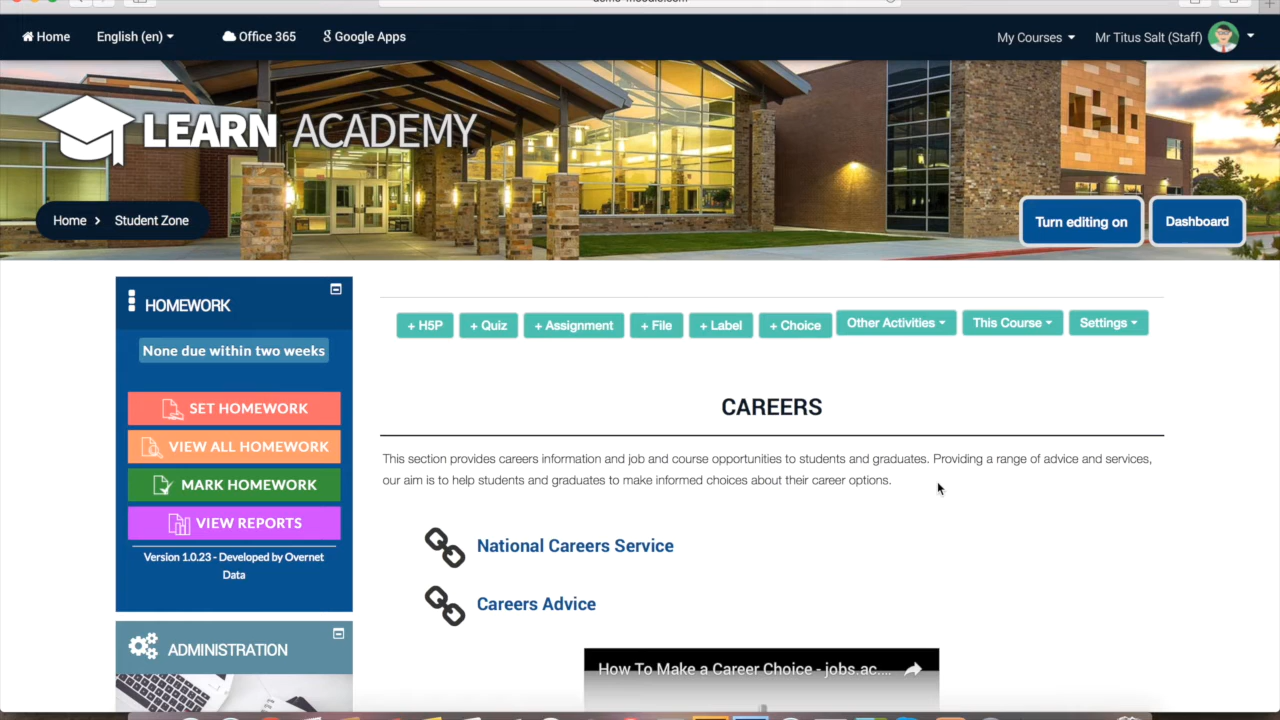 Home
English (en)
Office 365
Google Apps
My Courses
Mr Titus Salt (Staff)
LEARN ACADEMY
Home > Student Zone
Turn editing on
Dashboard
HOMEWORK
None due within two weeks
SET HOMEWORK
VIEW ALL HOMEWORK
MARK HOMEWORK
VIEW REPORTS
Version 1.0.23 - Developed by Overnet
Data
ADMINISTRATION
+ H5P
+ Quiz
+ Assignment
+ File
+ Label
+ Choice
Other Activities
This Course
Settings
CAREERS
This section provides careers information and job and course opportunities to students and graduates. Providing a range of advice and services,
our aim is to help students and graduates to make informed choices about their career options.
National Careers Service
Careers Advice
How To Make a Career Choice - jobs.ac....